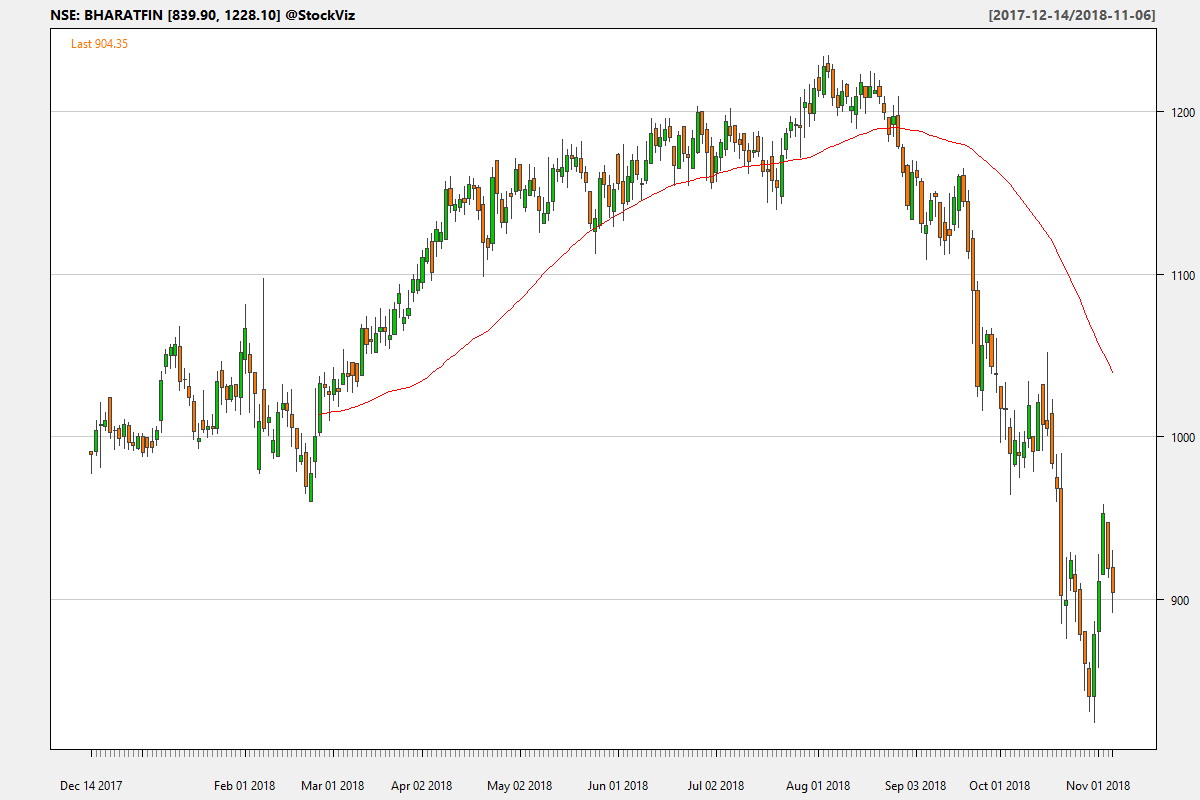 NSE: BHARATFIN [839.90, 1228.10] @StockViz [2017-12-14/2018-11-06]
Last 904.35
1200
1100
1000
900
Dec 14 2017 Feb 01 2018 Mar 01 2018 Apr 02 2018 May 02 2018 Jun 01 2018 Jul 02 2018 Aug 01 2018 Sep 03 2018 Oct 01 2018 Nov 01 2018